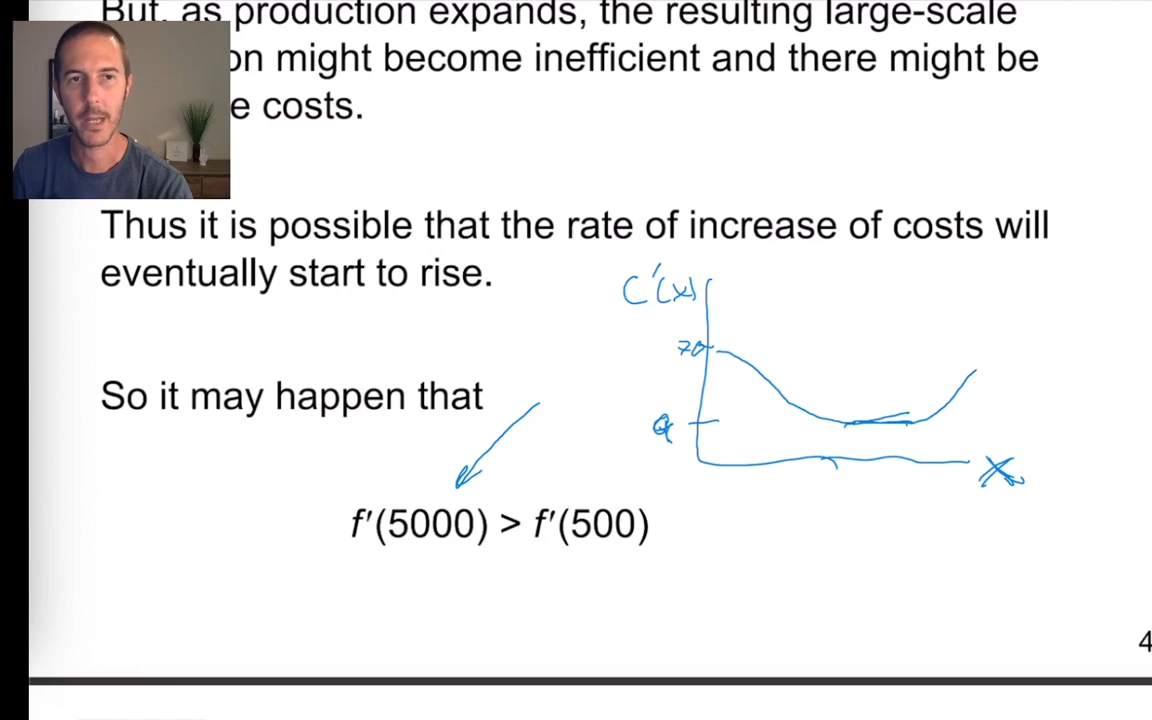 But, as production expands, the resulting large-scale
on might become inefficient and there might be
e costs.
Thus it is possible that the rate of increase of costs will
eventually start to rise.
C'(x)
70
So it may happen that
x
f′(5000) > f′(500)
4